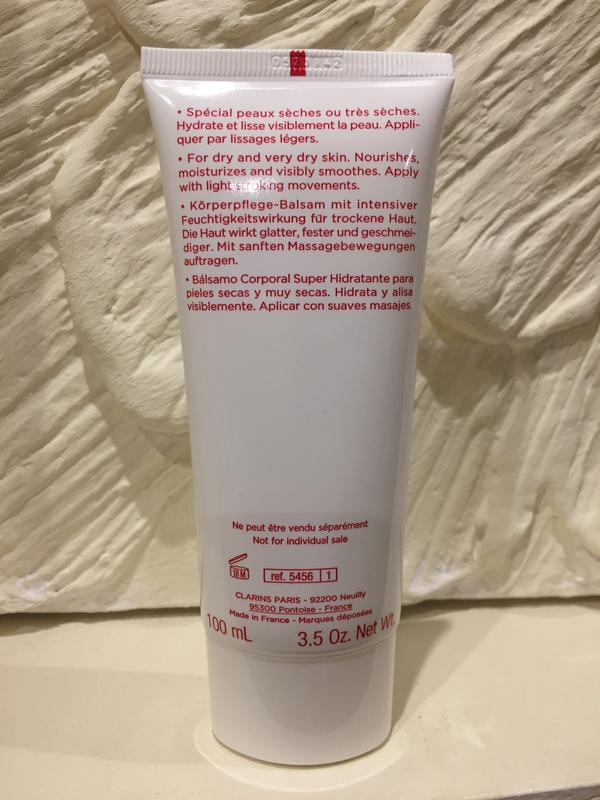 • Spécial peaux sèches ou très sèches.
Hydrate et lisse visiblement la peau. Appli-
quer par lissages légers.
• For dry and very dry skin. Nourishes,
moisturizes and visibly smoothes. Apply
with light stroking movements.
• Körperpflege-Balsam mit intensiver
Feuchtigkeitswirkung für trockene Haut.
Die Haut wirkt glatter, fester und geschmei-
diger. Mit sanften Massagebewegungen
auftragen.
• Bálsamo Corporal Super Hidratante para
pieles secas y muy secas. Hidrata y alisa
visiblemente. Aplicar con suaves masajes.
Ne peut être vendu séparément
Not for individual sale
18M ref. 5456 1
CLARINS PARIS - 92200 Neuilly
95300 Pontoise - France
Made in France - Marques déposées
100 mL 3.5 Oz. Net Wt.